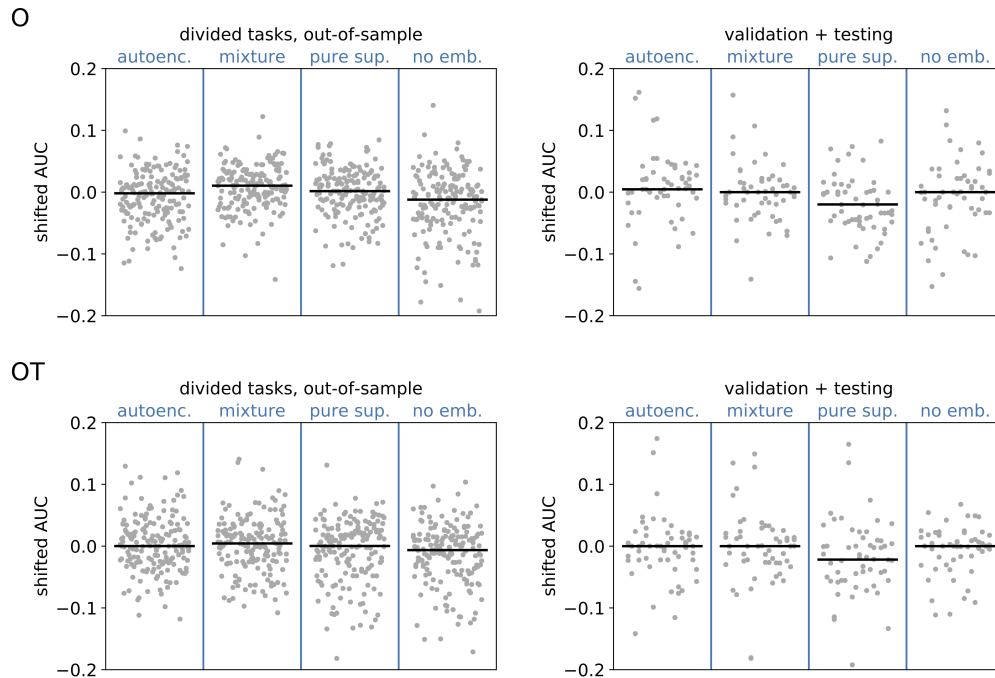 O
divided tasks, out-of-sample
autoenc. mixture pure sup. no emb.
0.2
0.1
0.0
−0.1
−0.2
shifted AUC
validation + testing
autoenc. mixture pure sup. no emb.
0.2
0.1
0.0
−0.1
−0.2
shifted AUC
OT
divided tasks, out-of-sample
autoenc. mixture pure sup. no emb.
0.2
0.1
0.0
−0.1
−0.2
shifted AUC
validation + testing
autoenc. mixture pure sup. no emb.
0.2
0.1
0.0
−0.1
−0.2
shifted AUC